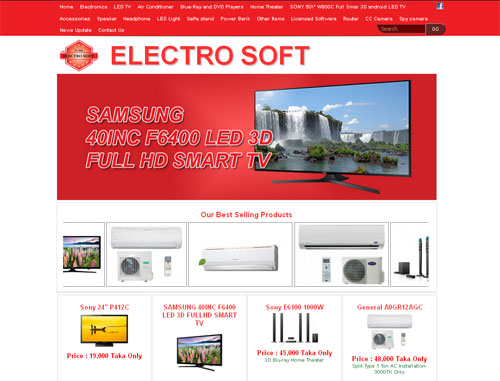 Home Electronics LED TV Air Conditioner Blue-Ray and DVD Players Home Theater SONY 50\" W800C Full Smar 3D android LED TV
Accessories Speaker Headphone LED Light Selfie stand Power Bank Other Items Licensed Software Router CC Camera Spy camera
News Update Contact Us Search GO
ELECTRO SOFT
ELECTRO SOFT
SAMSUNG
40INC F6400 LED 3D
FULL HD SMART TV
Our Best Selling Products
Sony 24" P412C
Price : 19,000 Taka Only
SAMSUNG 40INC F6400
LED 3D FULLHD SMART
TV
Sony E6100 1000W
Price : 45,000 Taka Only
3D Blu-ray Home Theater
General A0GR12AGC
Price : 48,000 Taka Only
Split Type 1 Ton AC Installation-
3000TK Only